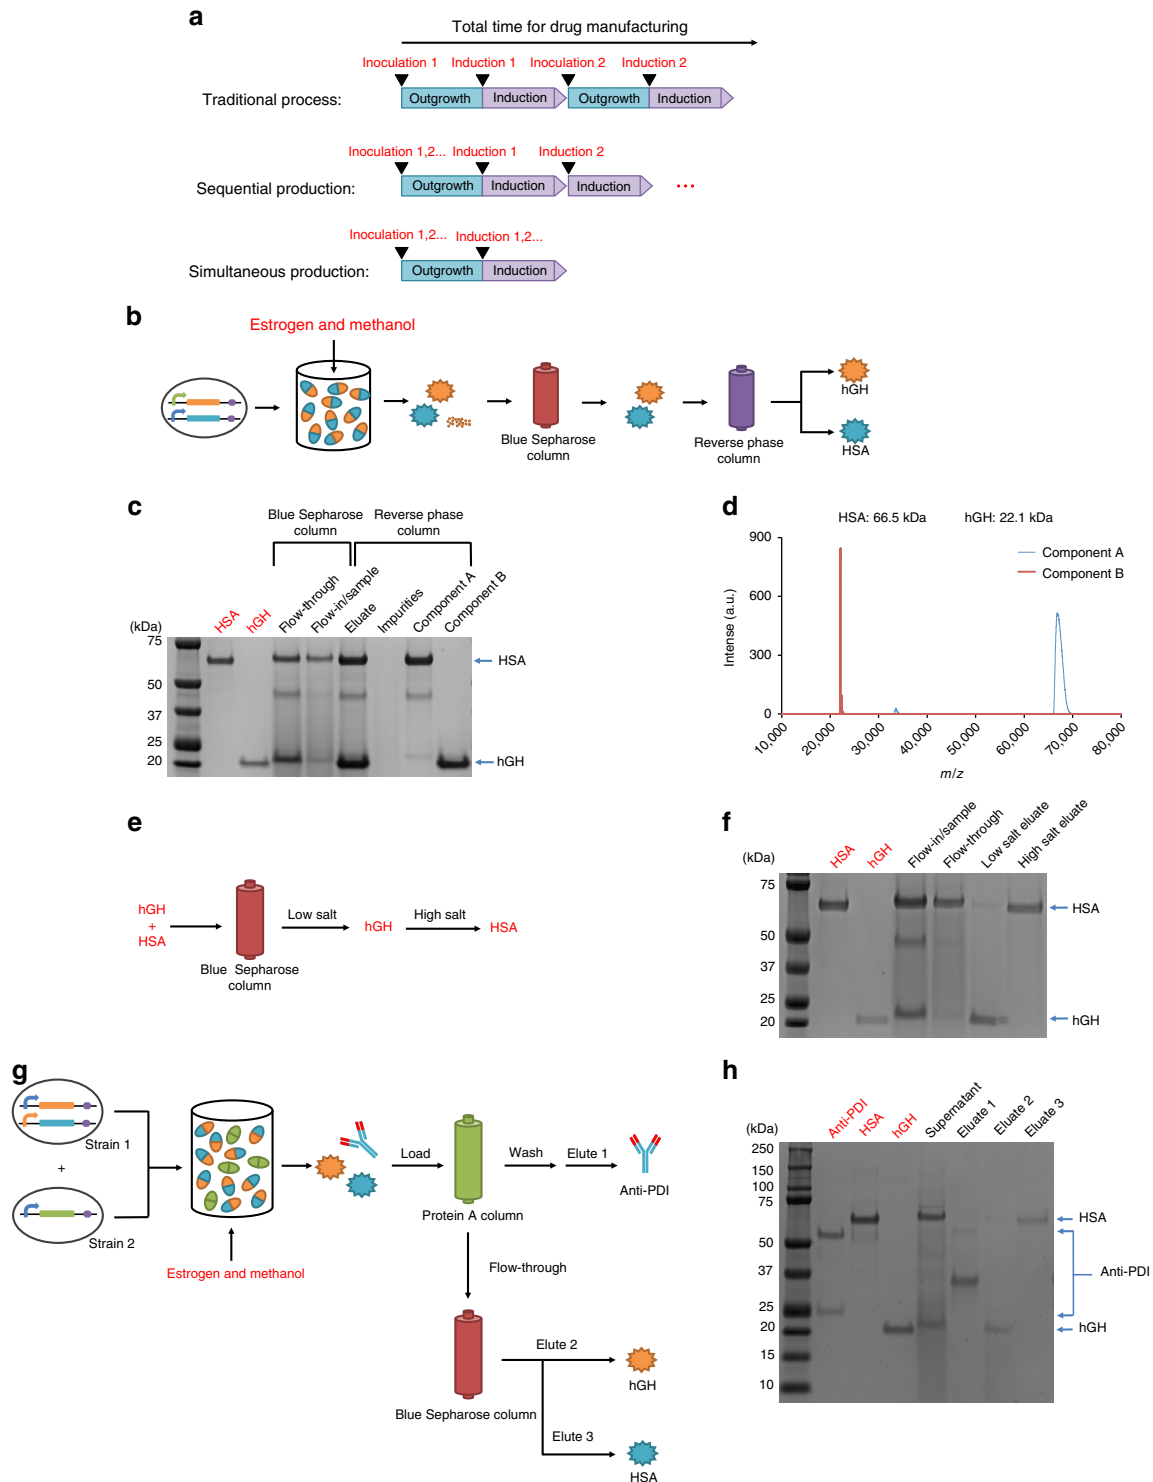 a
Total time for drug manufacturing
Inoculation 1 Induction 1 Inoculation 2 Induction 2
Traditional process: Outgrowth Induction Outgrowth Induction
Inoculation 1,2... Induction 1 Induction 2
Sequential production: Outgrowth Induction Induction ...
Inoculation 1,2... Induction 1,2...
Simultaneous production: Outgrowth Induction
b
Estrogen and methanol
Blue Sepharose
column
Reverse phase
column
hGH
HSA
c
Blue Sepharose
column
Reverse phase
column
(kDa)
HSA
hGH
Flow-through
Flow-in/sample
Eluate
Impurities
Component A
Component B
75
50
37
25
20
HSA
hGH
d
HSA: 66.5 kDa hGH: 22.1 kDa
Component A
Component B
Intense (a.u.)
900
600
300
0
10,000 20,000 30,000 40,000 50,000 60,000 70,000 80,000
m/z
e
hGH
+
HSA
Blue Sepharose
column
Low salt
hGH
High salt
HSA
f
(kDa)
HSA
hGH
Flow-in/sample
Flow-through
Low salt eluate
High salt eluate
75
50
37
25
20
HSA
hGH
g
Strain 1
+
Strain 2
Estrogen and methanol
Load
Protein A column
Wash
Elute 1
Anti-PDI
Flow-through
Blue Sepharose column
Elute 2
hGH
Elute 3
HSA
h
(kDa)
Anti-PDI
HSA
hGH
Supernatant
Eluate 1
Eluate 2
Eluate 3
250
150
100
75
50
37
25
20
15
10
HSA
Anti-PDI
hGH